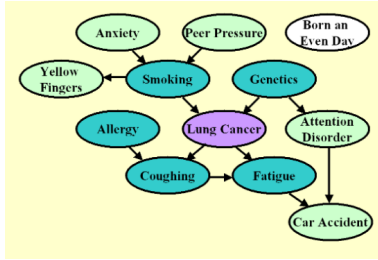 Anxiety
Peer Pressure
Born an
Even Day
Yellow
Fingers
Smoking
Genetics
Allergy
Lung Cancer
Attention
Disorder
Coughing
Fatigue
Car Accident